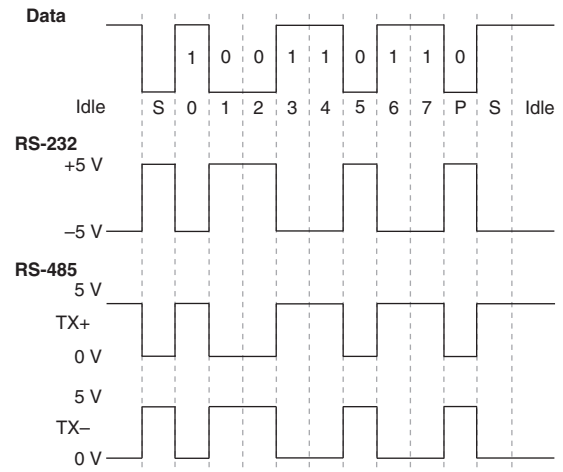 Data
1 0 0 1 1 0 1 1 0
Idle S 0 1 2 3 4 5 6 7 P S Idle
RS-232
+5 V
–5 V
RS-485
5 V
TX+
0 V
5 V
TX–
0 V